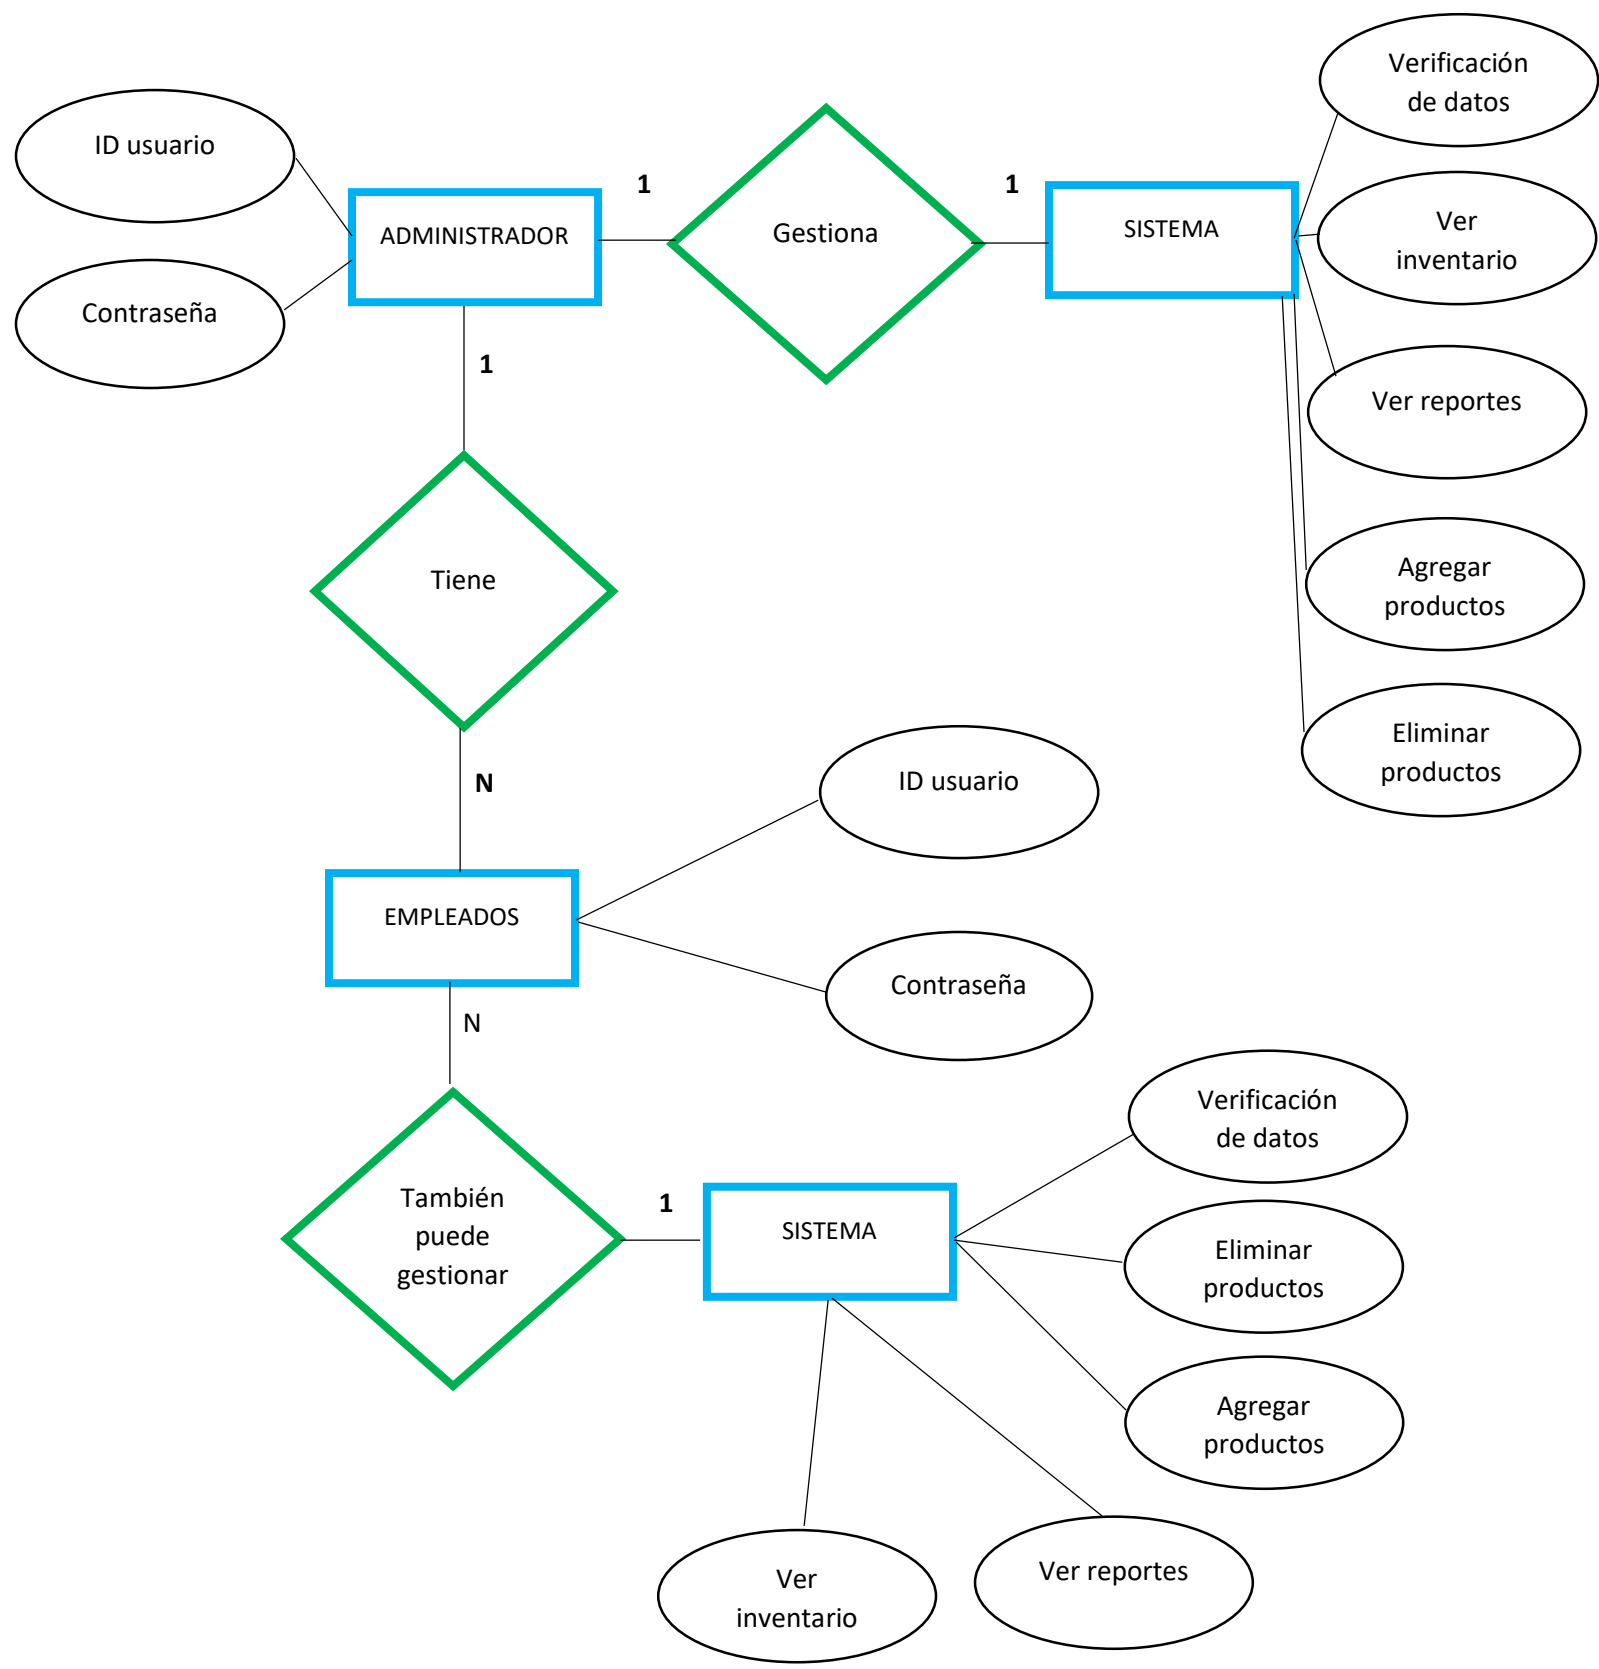 Verificación
de datos
ID usuario
1
1
ADMINISTRADOR
Gestiona
SISTEMA
Ver
inventario
Contraseña
1
Ver reportes
Tiene
Agregar
productos
N
ID usuario
Eliminar
productos
EMPLEADOS
Contraseña
N
Verificación
de datos
También
puede
gestionar
1
SISTEMA
Eliminar
productos
Agregar
productos
Ver
inventario
Ver reportes